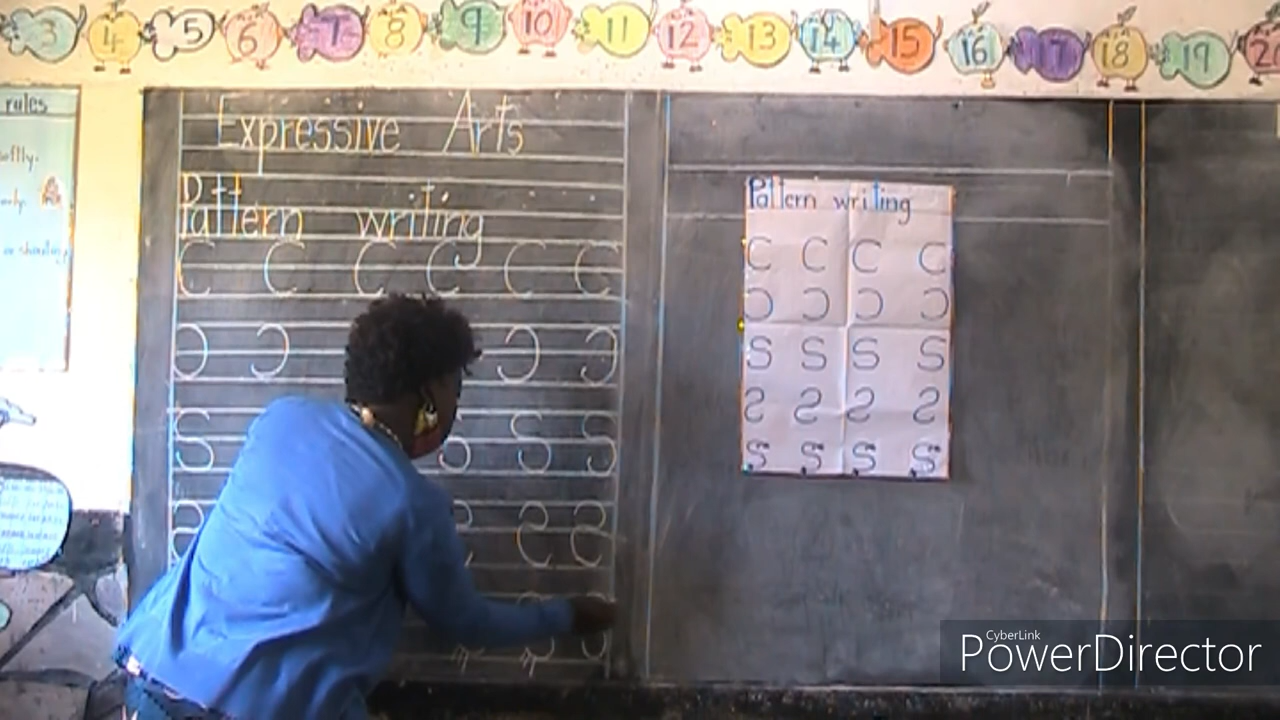 3 4 5 6 7 8 9 10 11 12 13 14 15 16 17 18 19
rules
Expressive Arts
Pattern writing
C C C C C C
Ɔ Ɔ Ɔ Ɔ
S S S S
Ƨ Ƨ Ƨ Ƨ
Pattern writing
C C C C
Ɔ Ɔ Ɔ Ɔ
S S S S
Ƨ Ƨ Ƨ Ƨ
S S S S
CyberLink
PowerDirector